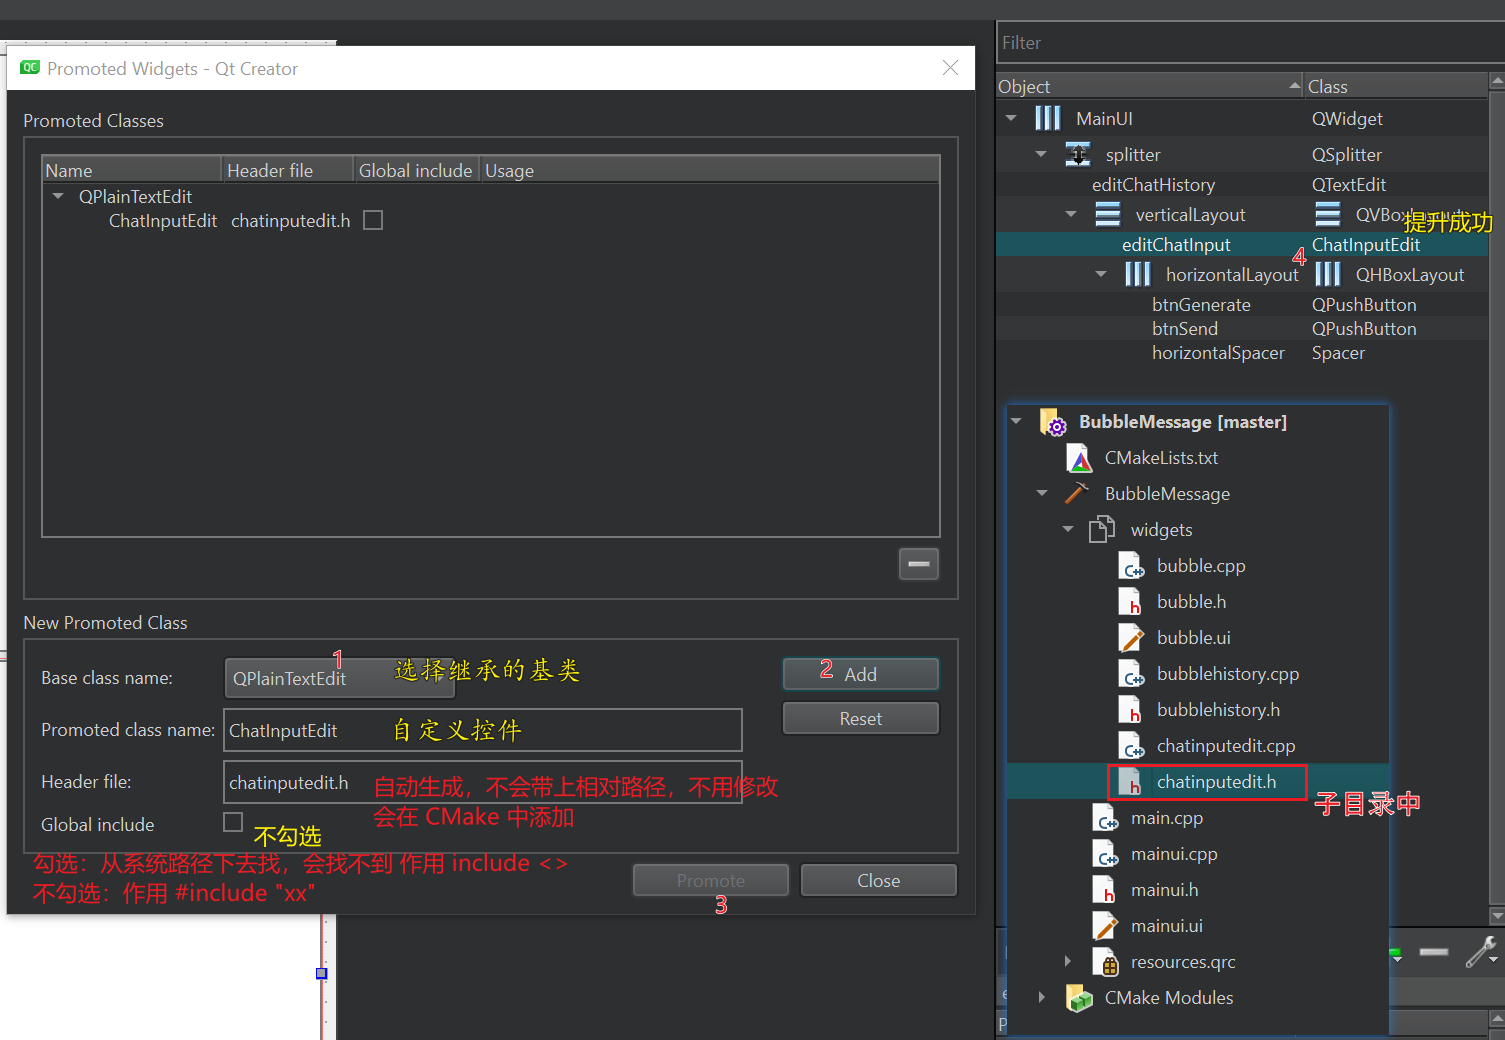 Promoted Widgets - Qt Creator
Promoted Classes
Name Header file Global include Usage
QPlainTextEdit
ChatInputEdit chatinputedit.h
New Promoted Class
Base class name: QPlainTextEdit 1 选择继承的基类
2 Add
Promoted class name: ChatInputEdit 自定义控件
Reset
Header file: chatinputedit.h 自动生成，不会带上相对路径，不用修改
会在 CMake 中添加
Global include 不勾选
勾选：从系统路径下去找，会找不到 作用 include <>
不勾选：作用 #include "xx"
Promote Close
3
Filter
Object Class
MainUI QWidget
splitter QSplitter
editChatHistory QTextEdit
verticalLayout QVBoxLayout
提升成功
editChatInput ChatInputEdit
4
horizontalLayout QHBoxLayout
btnGenerate QPushButton
btnSend QPushButton
horizontalSpacer Spacer
BubbleMessage [master]
CMakeLists.txt
BubbleMessage
widgets
bubble.cpp
bubble.h
bubble.ui
bubblehistory.cpp
bubblehistory.h
chatinputedit.cpp
chatinputedit.h
子目录中
main.cpp
mainui.cpp
mainui.h
mainui.ui
resources.qrc
CMake Modules